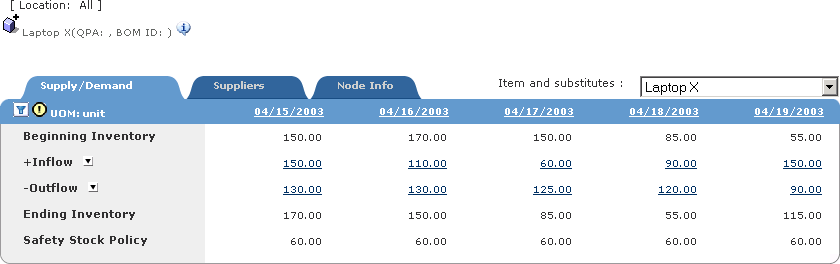 [ Location: All ]
Laptop X(QPA: , BOM ID: )
Supply/Demand Suppliers Node Info Item and substitutes : Laptop X
UOM: unit 04/15/2003 04/16/2003 04/17/2003 04/18/2003 04/19/2003
Beginning Inventory 150.00 170.00 150.00 85.00 55.00
+Inflow 150.00 110.00 60.00 90.00 150.00
-Outflow 130.00 130.00 125.00 120.00 90.00
Ending Inventory 170.00 150.00 85.00 55.00 115.00
Safety Stock Policy 60.00 60.00 60.00 60.00 60.00